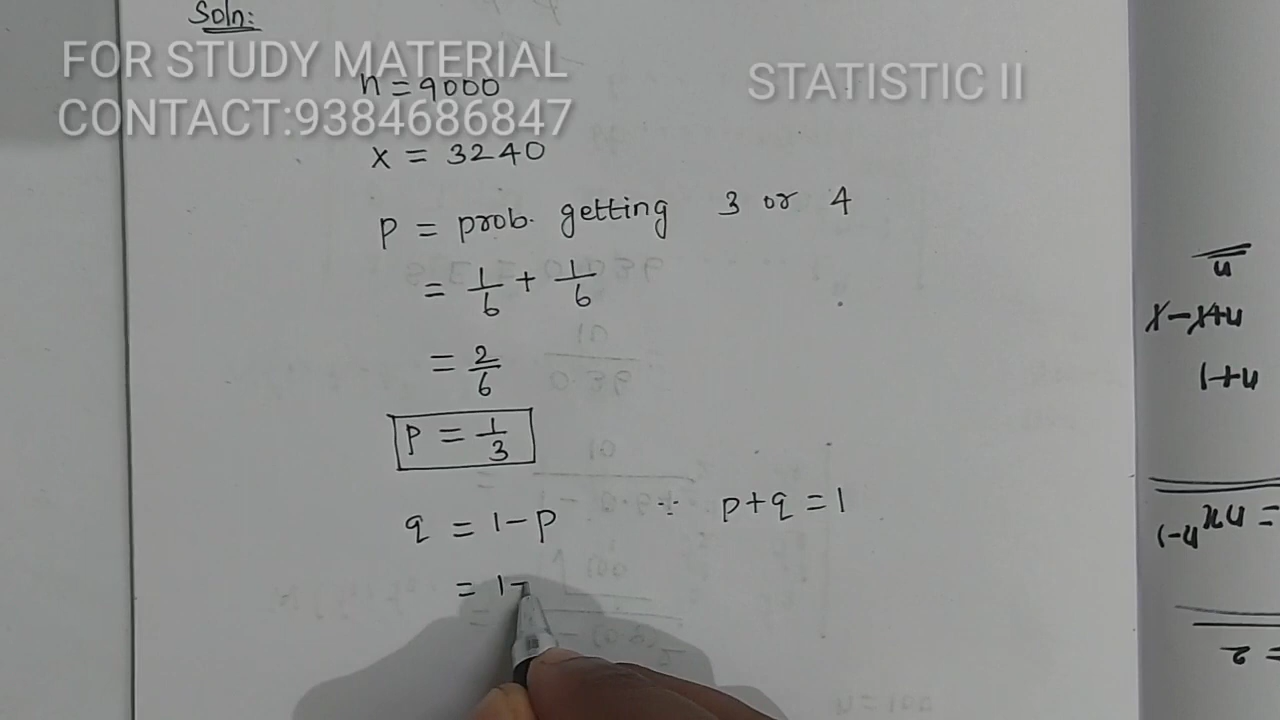 Soln:
FOR STUDY MATERIAL
STATISTIC II
n = 9000
CONTACT:9384686847
x = 3240
P = prob. getting 3 or 4
= 1/6 + 1/6
= 2/6
P = 1/3
q = 1 - p ∵ p + q = 1
= 1 -